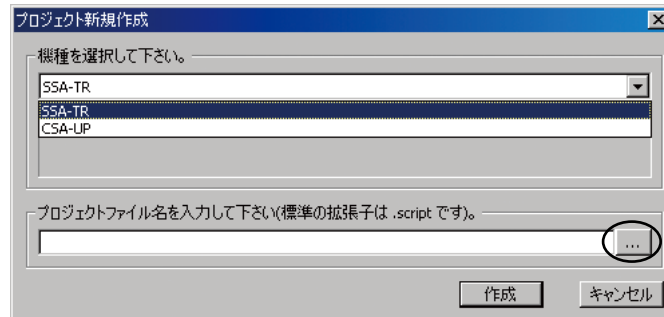 プロジェクト新規作成
機種を選択して下さい。
SSA-TR
SSA-TR
CSA-UP
プロジェクトファイル名を入力して下さい(標準の拡張子は .script です)。
...
作成
キャンセル